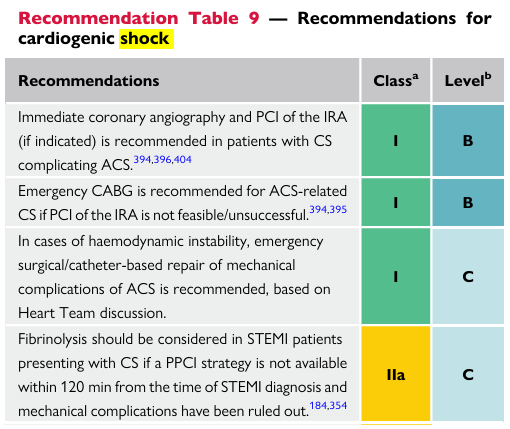 Recommendation Table 9 — Recommendations for
cardiogenic shock
Recommendations Classᵃ Levelᵇ
Immediate coronary angiography and PCI of the IRA
(if indicated) is recommended in patients with CS
complicating ACS.394,396,404
I B
Emergency CABG is recommended for ACS-related
CS if PCI of the IRA is not feasible/unsuccessful.394,395
I B
In cases of haemodynamic instability, emergency
surgical/catheter-based repair of mechanical
complications of ACS is recommended, based on
Heart Team discussion.
I C
Fibrinolysis should be considered in STEMI patients
presenting with CS if a PPCI strategy is not available
within 120 min from the time of STEMI diagnosis and
mechanical complications have been ruled out.184,354
IIa C